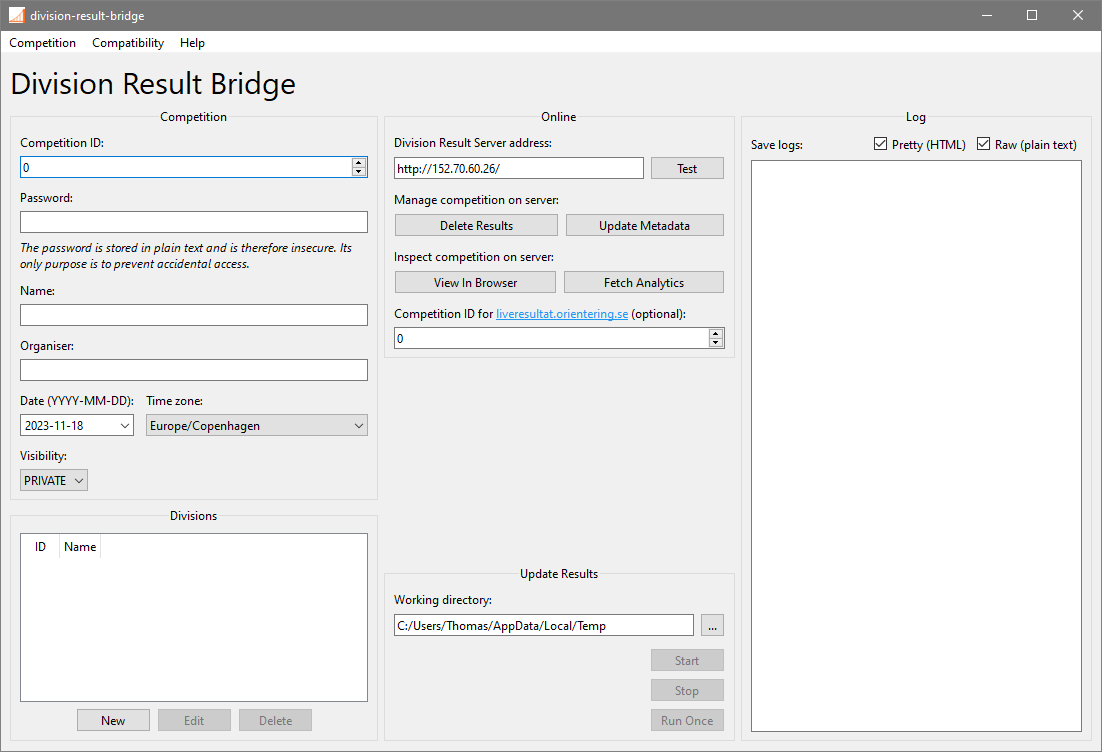 division-result-bridge
Competition Compatibility Help
Division Result Bridge
Competition
Competition ID:
0
Password:
The password is stored in plain text and is therefore insecure. Its
only purpose is to prevent accidental access.
Name:
Organiser:
Date (YYYY-MM-DD): Time zone:
2023-11-18 Europe/Copenhagen
Visibility:
PRIVATE
Divisions
ID Name
New Edit Delete
Online
Division Result Server address:
http://152.70.60.26/ Test
Manage competition on server:
Delete Results Update Metadata
Inspect competition on server:
View In Browser Fetch Analytics
Competition ID for liveresultat.orientering.se (optional):
0
Update Results
Working directory:
C:/Users/Thomas/AppData/Local/Temp ...
Start
Stop
Run Once
Log
Save logs: Pretty (HTML) Raw (plain text)